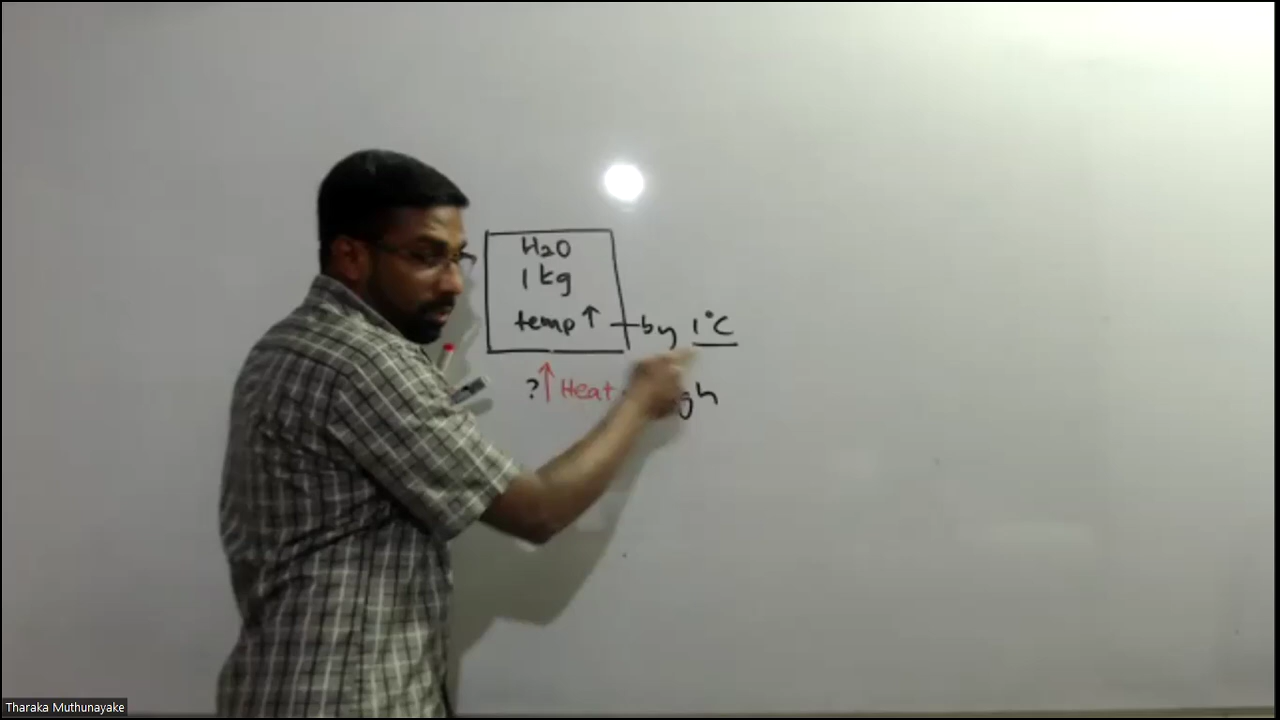 H2O
1 kg
temp ↑ — by 1°C
? ↑ Heat
Tharaka Muthunayake